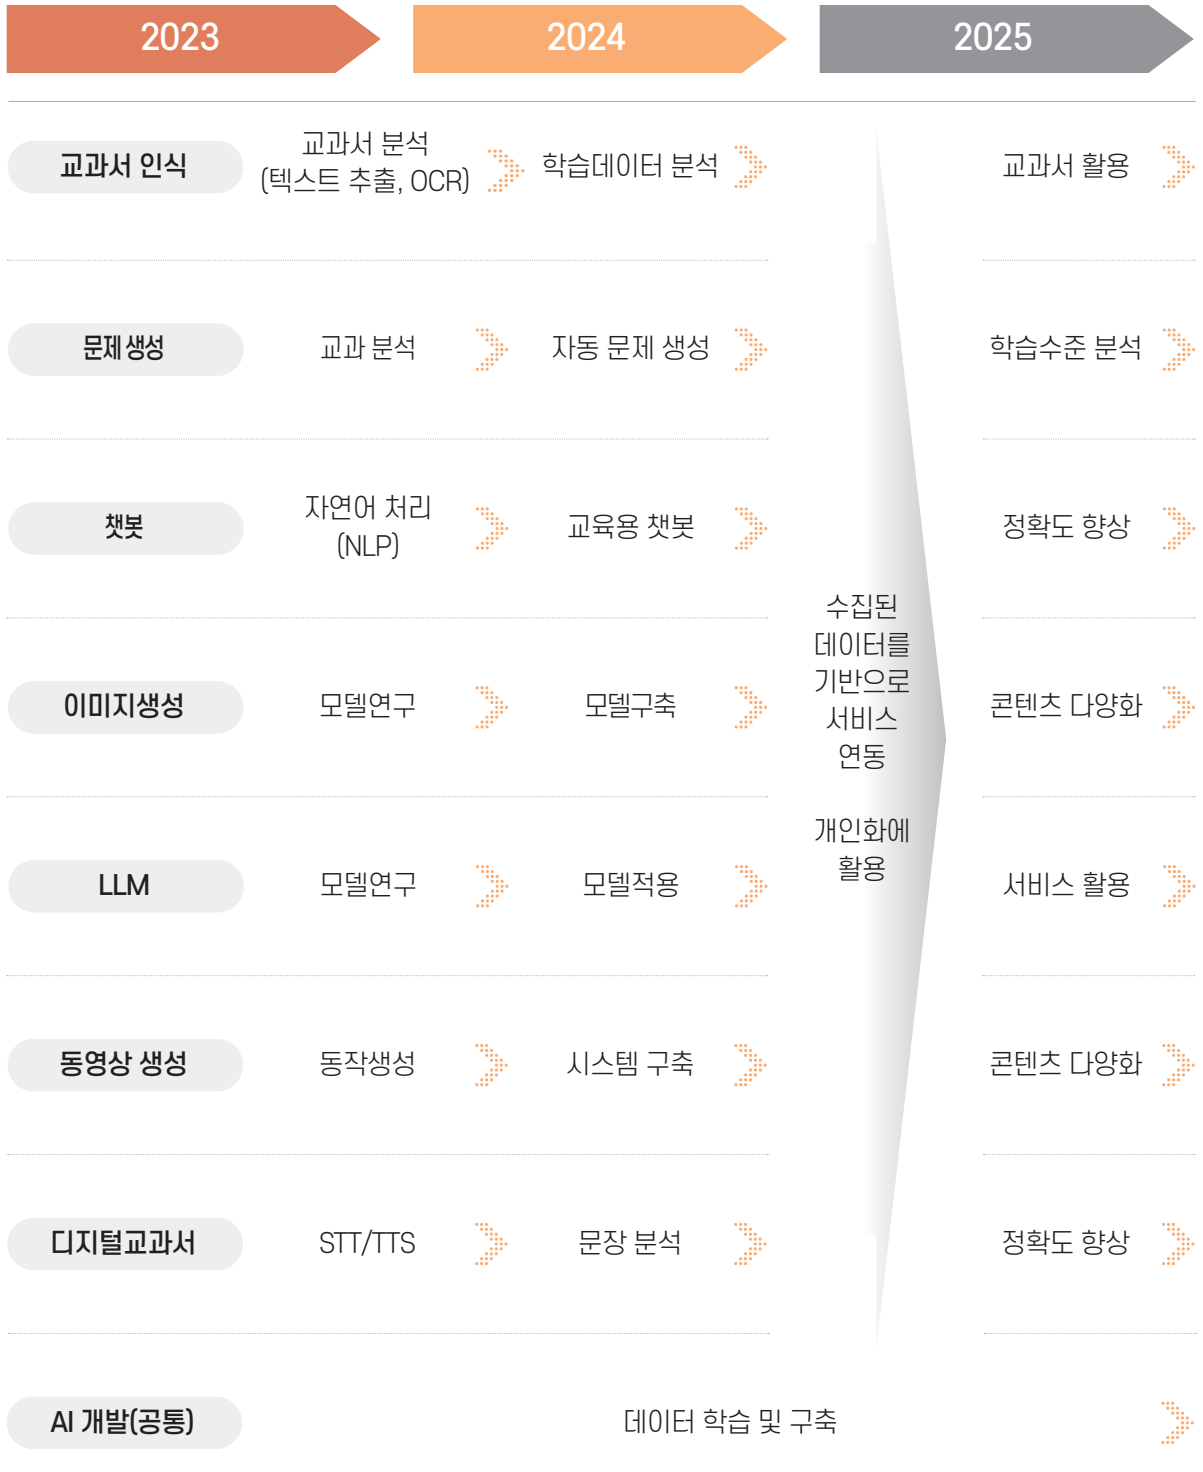 2023
2024
2025
교과서 인식
교과서 분석
(텍스트 추출, OCR)
학습데이터 분석
교과서 활용
문제 생성
교과 분석
자동 문제 생성
학습수준 분석
챗봇
자연어 처리
(NLP)
교육용 챗봇
정확도 향상
이미지생성
모델연구
모델구축
콘텐츠 다양화
LLM
모델연구
모델적용
서비스 활용
동영상 생성
동작생성
시스템 구축
콘텐츠 다양화
디지털교과서
STT/TTS
문장 분석
정확도 향상
수집된
데이터를
기반으로
서비스
연동
개인화에
활용
AI 개발(공통)
데이터 학습 및 구축